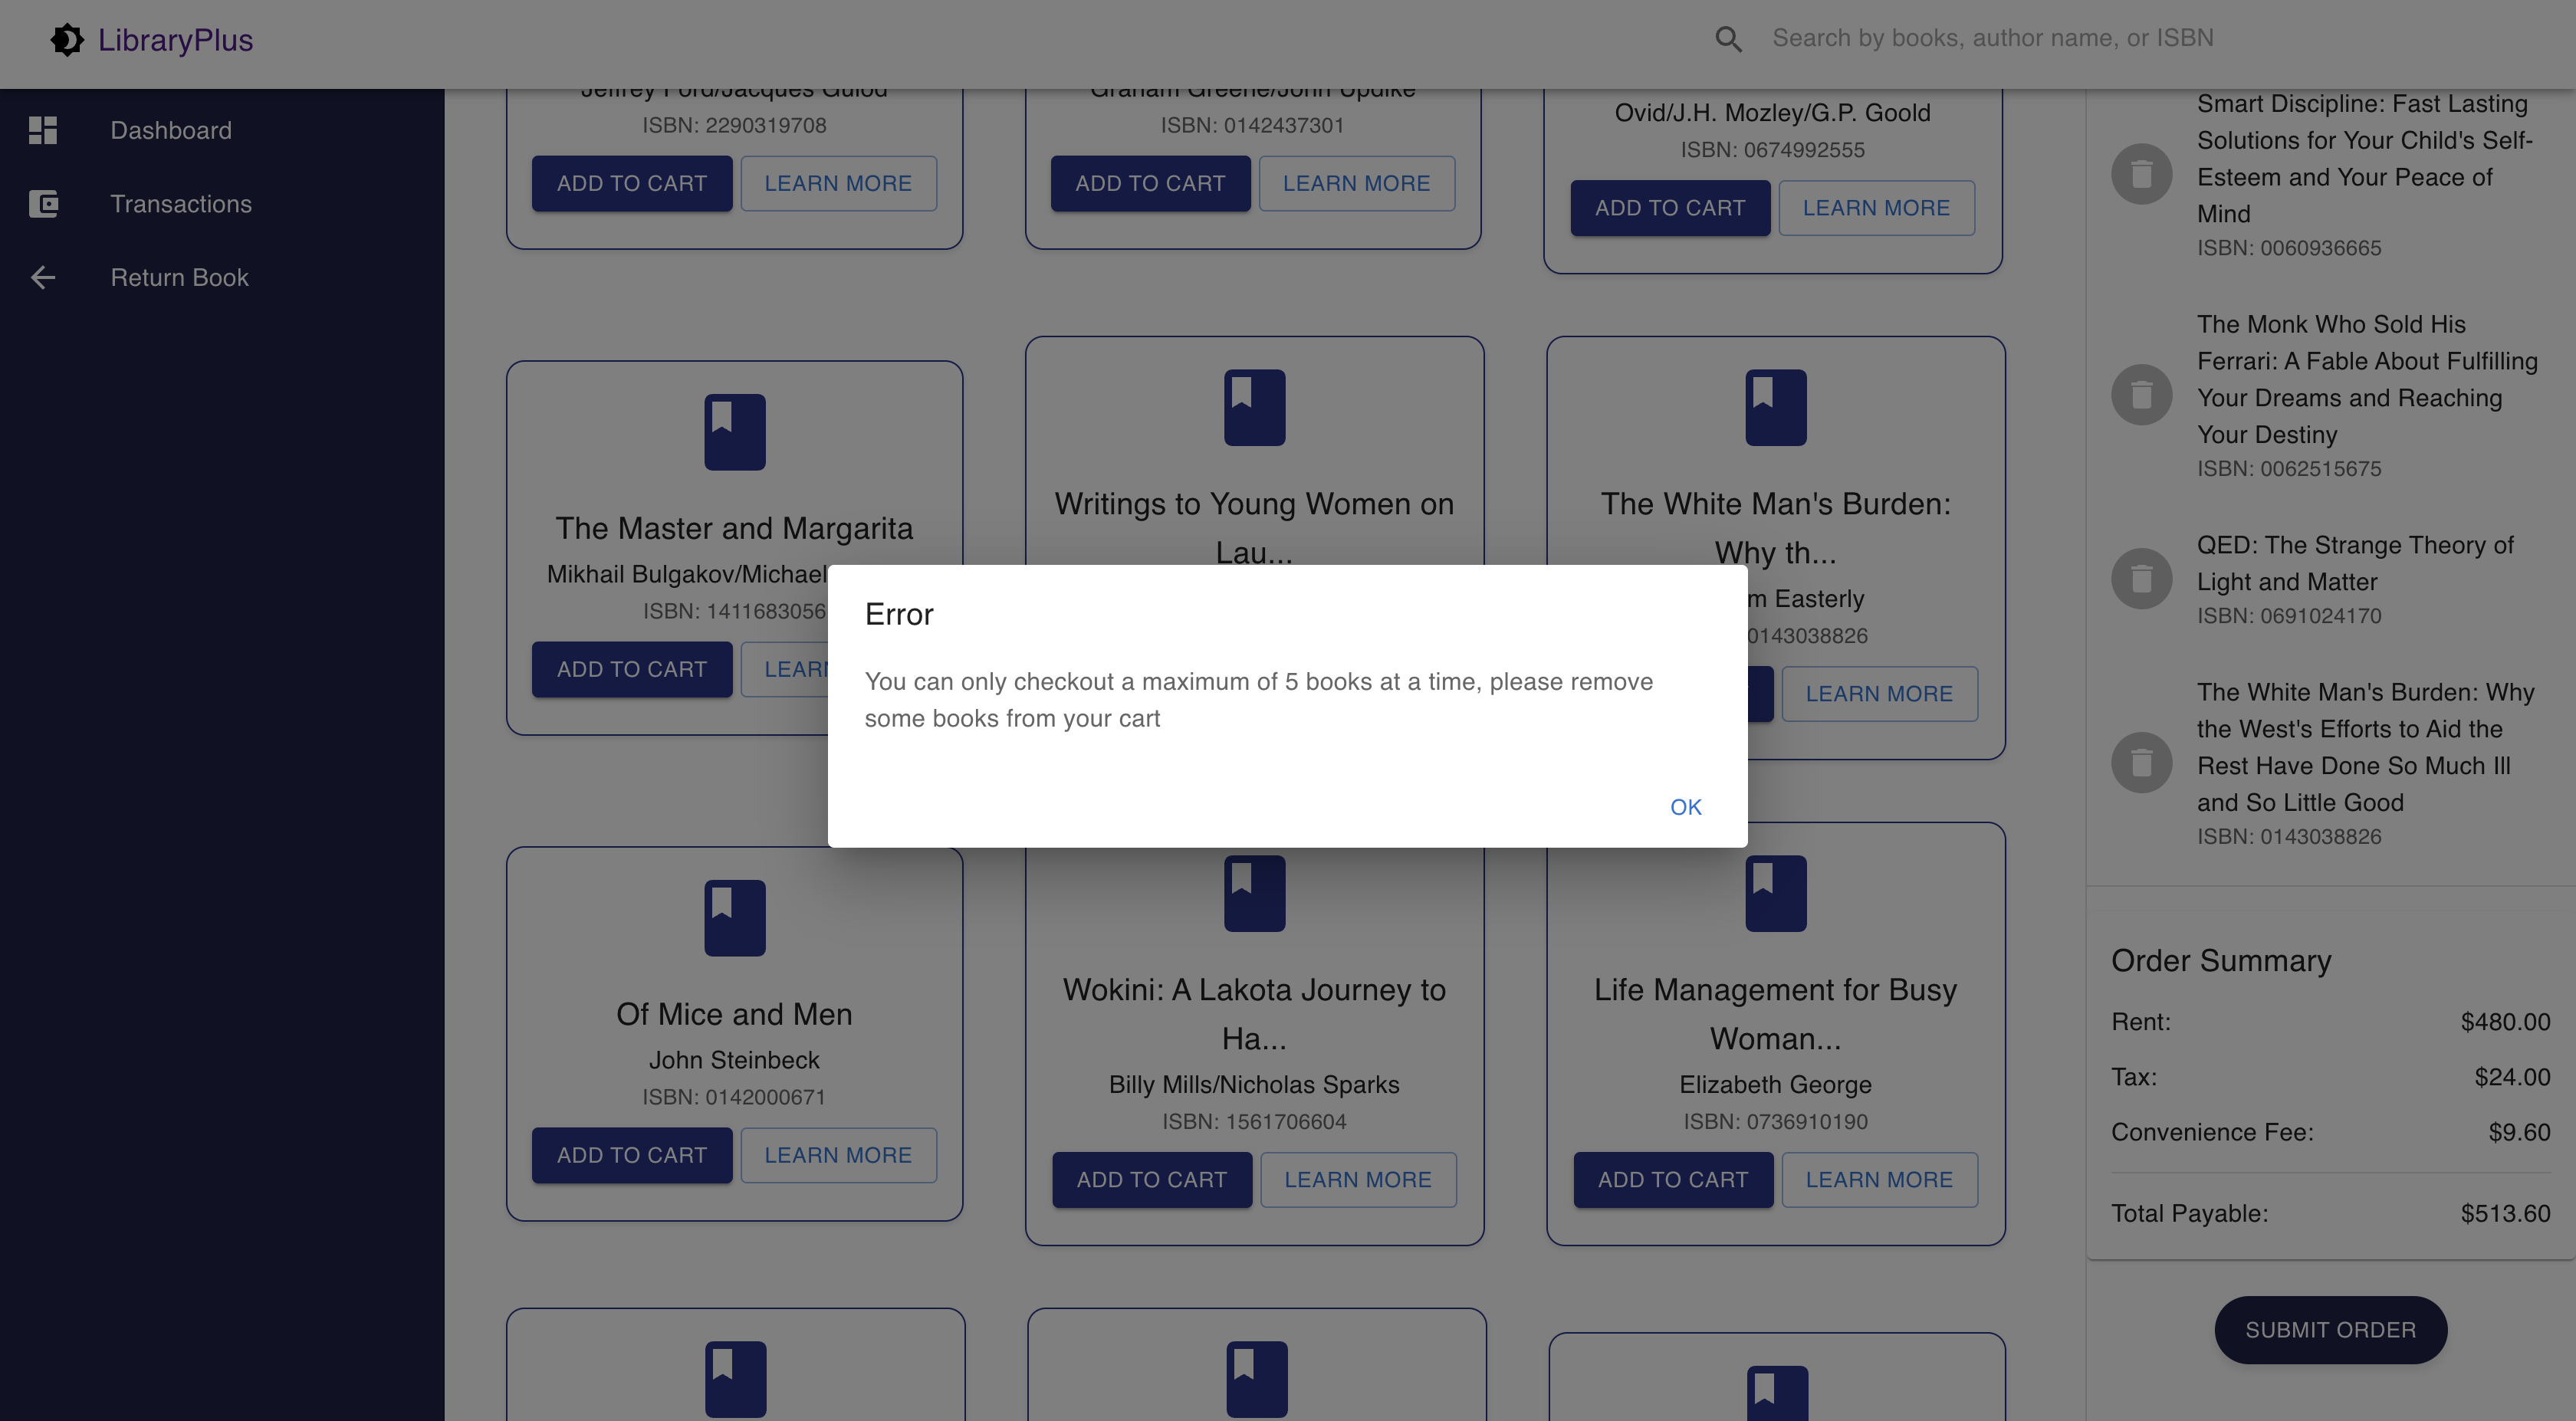 LibraryPlus
Search by books, author name, or ISBN
Dashboard
Transactions
Return Book
Jeffrey Ford/Jacques Guiod
ISBN: 2290319708
ADD TO CART
LEARN MORE
Graham Greene/John Updike
ISBN: 0142437301
ADD TO CART
LEARN MORE
Ovid/J.H. Mozley/G.P. Goold
ISBN: 0674992555
ADD TO CART
LEARN MORE
The Master and Margarita
Mikhail Bulgakov/Michael
ISBN: 1411683056
ADD TO CART
Writings to Young Women on
Lau...
The White Man's Burden:
Why th...
Easterly
0143038826
LEARN MORE
Error
You can only checkout a maximum of 5 books at a time, please remove
some books from your cart
OK
Of Mice and Men
John Steinbeck
ISBN: 0142000671
ADD TO CART
LEARN MORE
Wokini: A Lakota Journey to
Ha...
Billy Mills/Nicholas Sparks
ISBN: 1561706604
ADD TO CART
LEARN MORE
Life Management for Busy
Woman...
Elizabeth George
ISBN: 0736910190
ADD TO CART
LEARN MORE
Smart Discipline: Fast Lasting
Solutions for Your Child's Self-
Esteem and Your Peace of
Mind
ISBN: 0060936665
The Monk Who Sold His
Ferrari: A Fable About Fulfilling
Your Dreams and Reaching
Your Destiny
ISBN: 0062515675
QED: The Strange Theory of
Light and Matter
ISBN: 0691024170
The White Man's Burden: Why
the West's Efforts to Aid the
Rest Have Done So Much Ill
and So Little Good
ISBN: 0143038826
Order Summary
Rent: $480.00
Tax: $24.00
Convenience Fee: $9.60
Total Payable: $513.60
SUBMIT ORDER